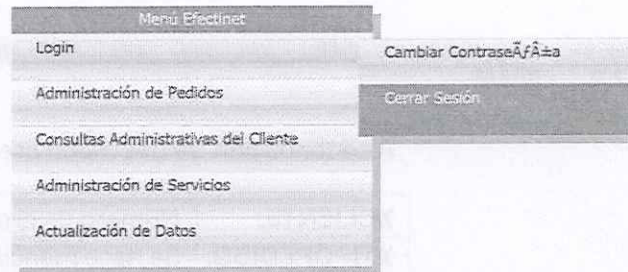 Menú Efectinet
Login
Cambiar ContraseÃƒÂ±a
Administración de Pedidos
Cerrar Sesión
Consultas Administrativas del Cliente
Administración de Servicios
Actualización de Datos